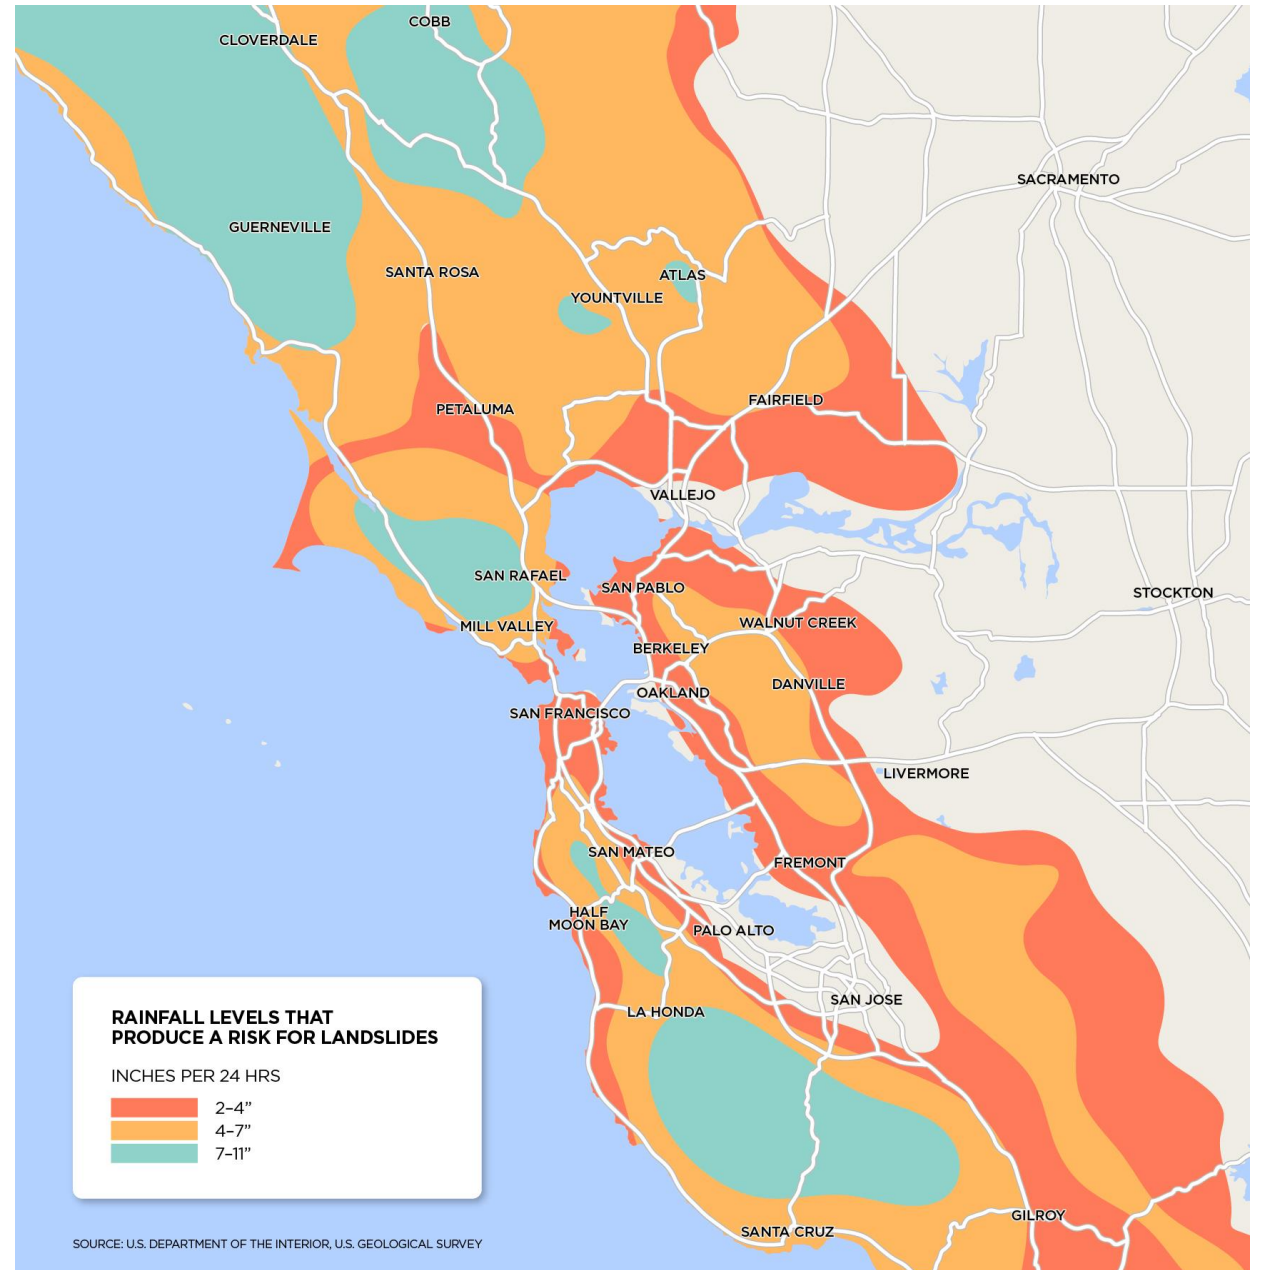 COBB
CLOVERDALE
SACRAMENTO
GUERNEVILLE
SANTA ROSA
ATLAS
YOUNTVILLE
FAIRFIELD
PETALUMA
VALLEJO
SAN RAFAEL
SAN PABLO
STOCKTON
MILL VALLEY
WALNUT CREEK
BERKELEY
DANVILLE
OAKLAND
SAN FRANCISCO
LIVERMORE
SAN MATEO
FREMONT
HALF
MOON BAY
PALO ALTO
SAN JOSE
LA HONDA
RAINFALL LEVELS THAT
PRODUCE A RISK FOR LANDSLIDES
INCHES PER 24 HRS
2–4”
4–7”
7–11”
GILROY
SANTA CRUZ
SOURCE: U.S. DEPARTMENT OF THE INTERIOR, U.S. GEOLOGICAL SURVEY